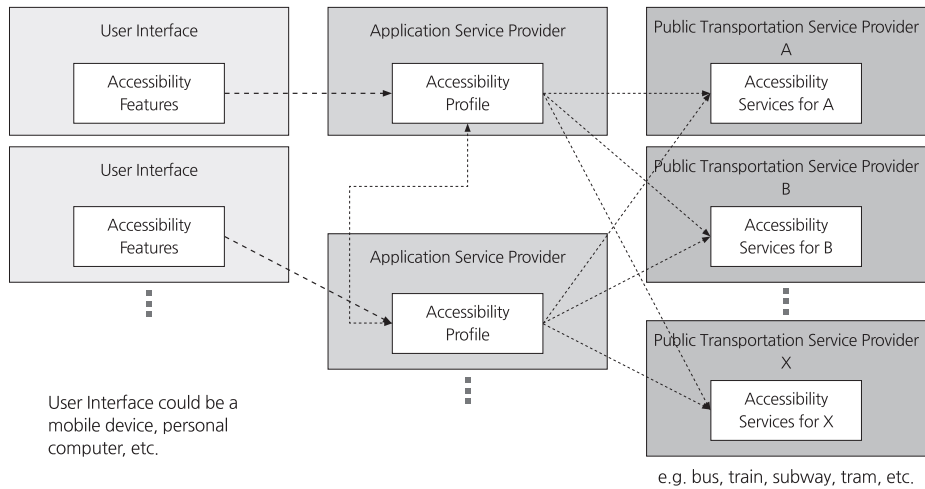 User Interface
Accessibility
Features
User Interface
Accessibility
Features
User Interface could be a
mobile device, personal
computer, etc.
Application Service Provider
Accessibility
Profile
Application Service Provider
Accessibility
Profile
Public Transportation Service Provider
A
Accessibility
Services for A
Public Transportation Service Provider
B
Accessibility
Services for B
Public Transportation Service Provider
X
Accessibility
Services for X
e.g. bus, train, subway, tram, etc.